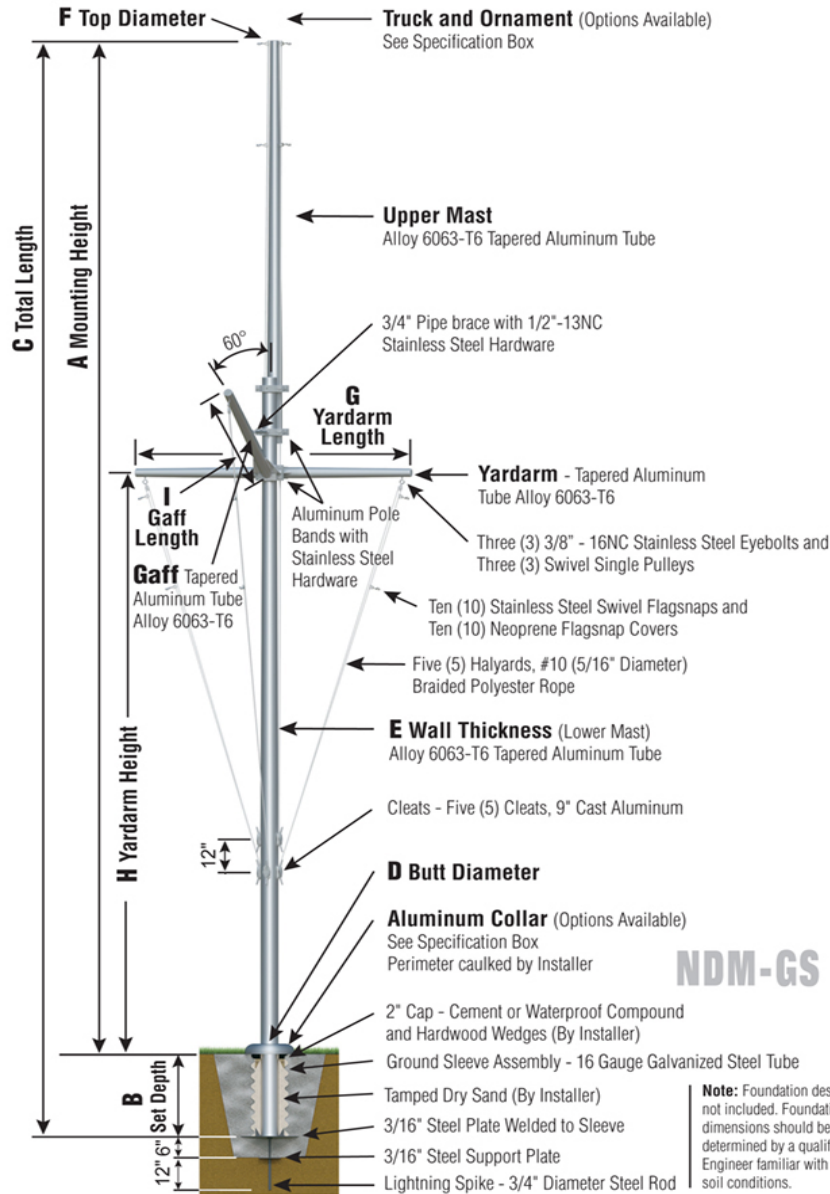 F Top Diameter
Truck and Ornament (Options Available)
See Specification Box
C Total Length
A Mounting Height
Upper Mast
Alloy 6063-T6 Tapered Aluminum Tube
3/4" Pipe brace with 1/2"-13NC
Stainless Steel Hardware
60°
G
Yardarm
Length
Yardarm - Tapered Aluminum
Tube Alloy 6063-T6
I
Gaff
Length
Aluminum Pole
Bands with
Stainless Steel
Hardware
Gaff Tapered
Aluminum Tube
Alloy 6063-T6
Three (3) 3/8" - 16NC Stainless Steel Eyebolts and
Three (3) Swivel Single Pulleys
Ten (10) Stainless Steel Swivel Flagsnaps and
Ten (10) Neoprene Flagsnap Covers
Five (5) Halyards, #10 (5/16" Diameter)
Braided Polyester Rope
H Yardarm Height
E Wall Thickness (Lower Mast)
Alloy 6063-T6 Tapered Aluminum Tube
Cleats - Five (5) Cleats, 9" Cast Aluminum
12"
D Butt Diameter
Aluminum Collar (Options Available)
See Specification Box
Perimeter caulked by Installer
NDM-GS
2" Cap - Cement or Waterproof Compound
and Hardwood Wedges (By Installer)
Ground Sleeve Assembly - 16 Gauge Galvanized Steel Tube
B
Set Depth
Tamped Dry Sand (By Installer)
3/16" Steel Plate Welded to Sleeve
6"
3/16" Steel Support Plate
12"
Lightning Spike - 3/4" Diameter Steel Rod
Note: Foundation des
not included. Foundati
dimensions should be
determined by a qualif
Engineer familiar with
soil conditions.